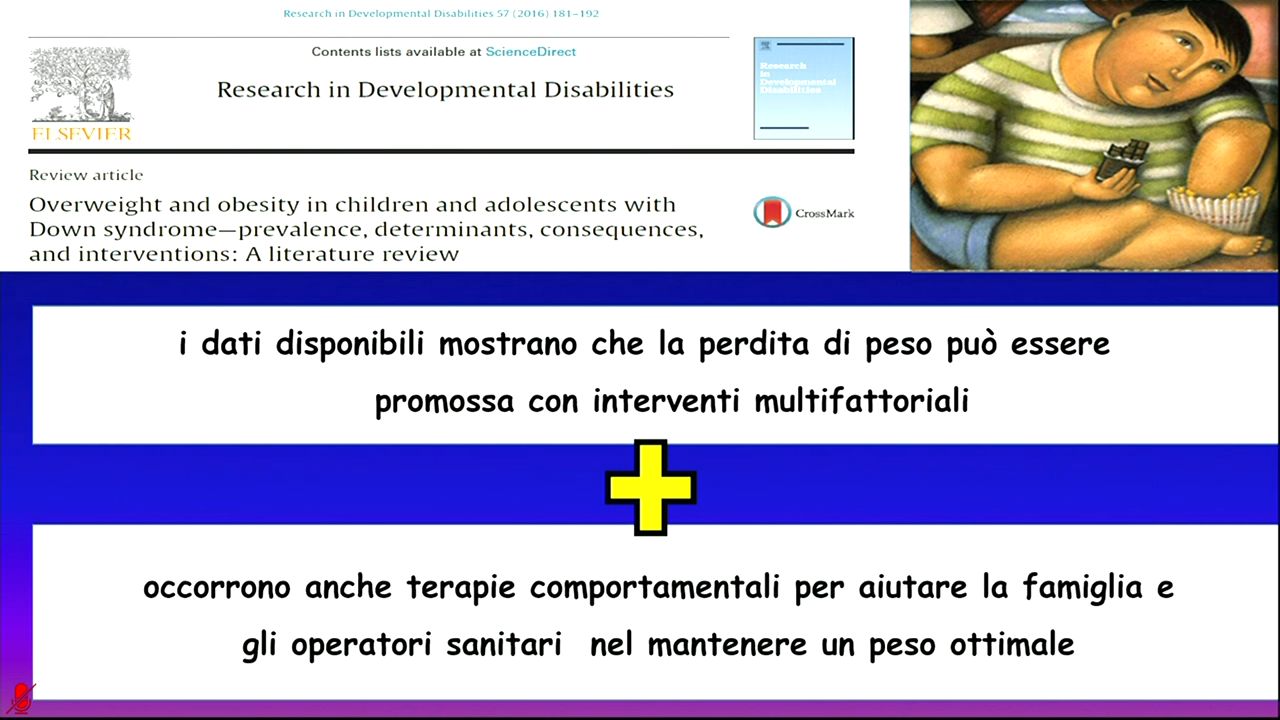 Research in Developmental Disabilities 57 (2016) 181–192
Contents lists available at ScienceDirect
Research in Developmental Disabilities
ELSEVIER
Research
in
Developmental
Disabilities
Review article
Overweight and obesity in children and adolescents with
Down syndrome—prevalence, determinants, consequences,
and interventions: A literature review
CrossMark
i dati disponibili mostrano che la perdita di peso può essere
promossa con interventi multifattoriali
occorrono anche terapie comportamentali per aiutare la famiglia e
gli operatori sanitari nel mantenere un peso ottimale